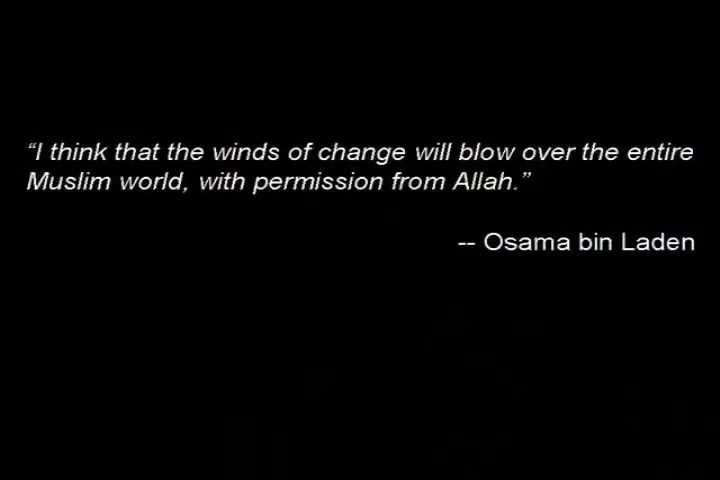 “I think that the winds of change will blow over the entire
Muslim world, with permission from Allah.”
-- Osama bin Laden